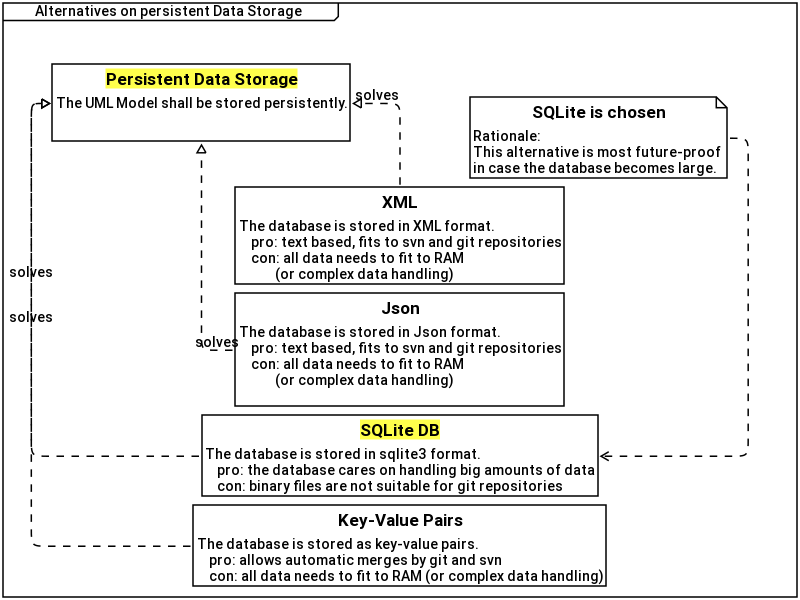 Alternatives on persistent Data Storage
Persistent Data Storage
The UML Model shall be stored persistently.
solves
SQLite is chosen
Rationale:
This alternative is most future-proof
in case the database becomes large.
XML
The database is stored in XML format.
pro: text based, fits to svn and git repositories
con: all data needs to fit to RAM
(or complex data handling)
solves
solves
Json
The database is stored in Json format.
solves
pro: text based, fits to svn and git repositories
con: all data needs to fit to RAM
(or complex data handling)
SQLite DB
The database is stored in sqlite3 format.
pro: the database cares on handling big amounts of data
con: binary files are not suitable for git repositories
Key-Value Pairs
The database is stored as key-value pairs.
pro: allows automatic merges by git and svn
con: all data needs to fit to RAM (or complex data handling)